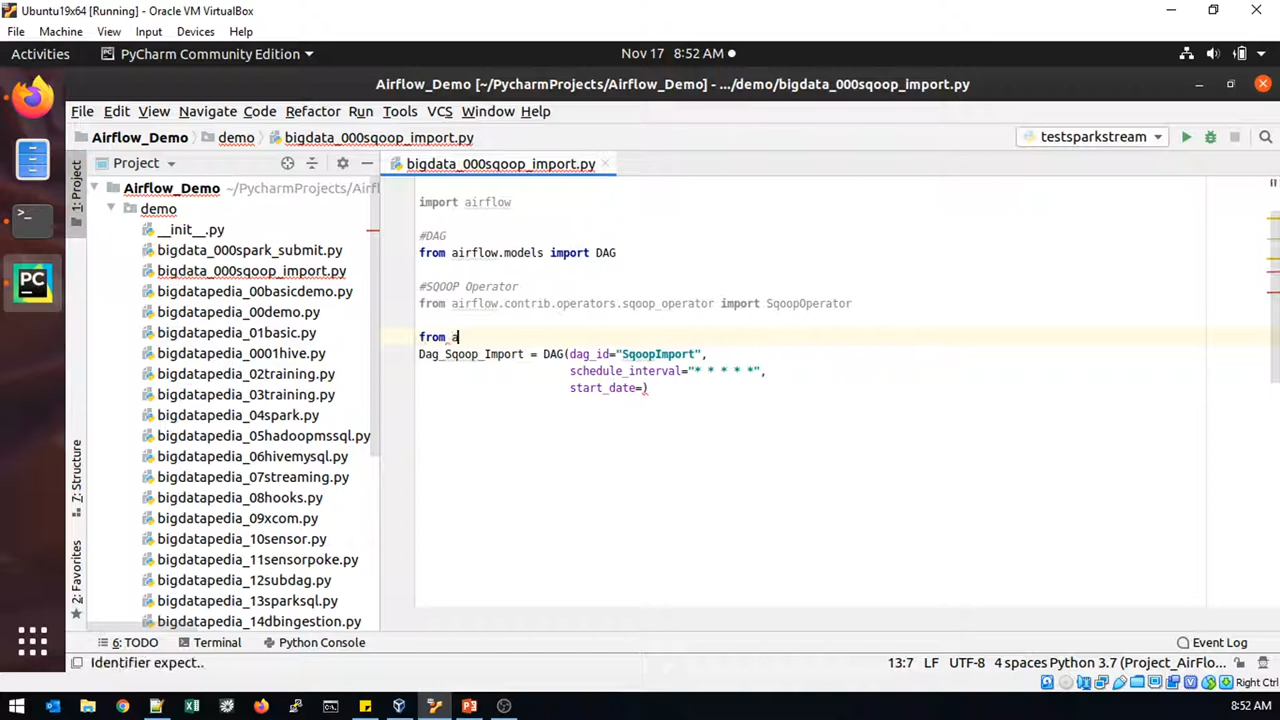 Ubuntu19x64 [Running] - Oracle VM VirtualBox
File Machine View Input Devices Help
Activities PyCharm Community Edition Nov 17 8:52 AM
Airflow_Demo [~/PycharmProjects/Airflow_Demo] - .../demo/bigdata_000sqoop_import.py
File Edit View Navigate Code Refactor Run Tools VCS Window Help
Airflow_Demo demo bigdata_000sqoop_import.py testsparkstream
Project bigdata_000sqoop_import.py
1: Project
Airflow_Demo ~/PycharmProjects/Airfl
demo
__init__.py
bigdata_000spark_submit.py
bigdata_000sqoop_import.py
bigdatapedia_00basicdemo.py
bigdatapedia_00demo.py
bigdatapedia_01basic.py
bigdatapedia_0001hive.py
bigdatapedia_02training.py
bigdatapedia_03training.py
bigdatapedia_04spark.py
bigdatapedia_05hadoopmssql.py
bigdatapedia_06hivemysql.py
bigdatapedia_07streaming.py
bigdatapedia_08hooks.py
bigdatapedia_09xcom.py
bigdatapedia_10sensor.py
bigdatapedia_11sensorpoke.py
bigdatapedia_12subdag.py
bigdatapedia_13sparksql.py
bigdatapedia_14dbingestion.py
7: Structure
2: Favorites
import airflow
#DAG
from airflow.models import DAG
#SQOOP Operator
from airflow.contrib.operators.sqoop_operator import SqoopOperator
from a
Dag_Sqoop_Import = DAG(dag_id="SqoopImport",
schedule_interval="* * * * *",
start_date=)
6: TODO Terminal Python Console Event Log
Identifier expect.. 13:7 LF UTF-8 4 spaces Python 3.7 (Project_AirFlo...
Right Ctrl
8:52 AM